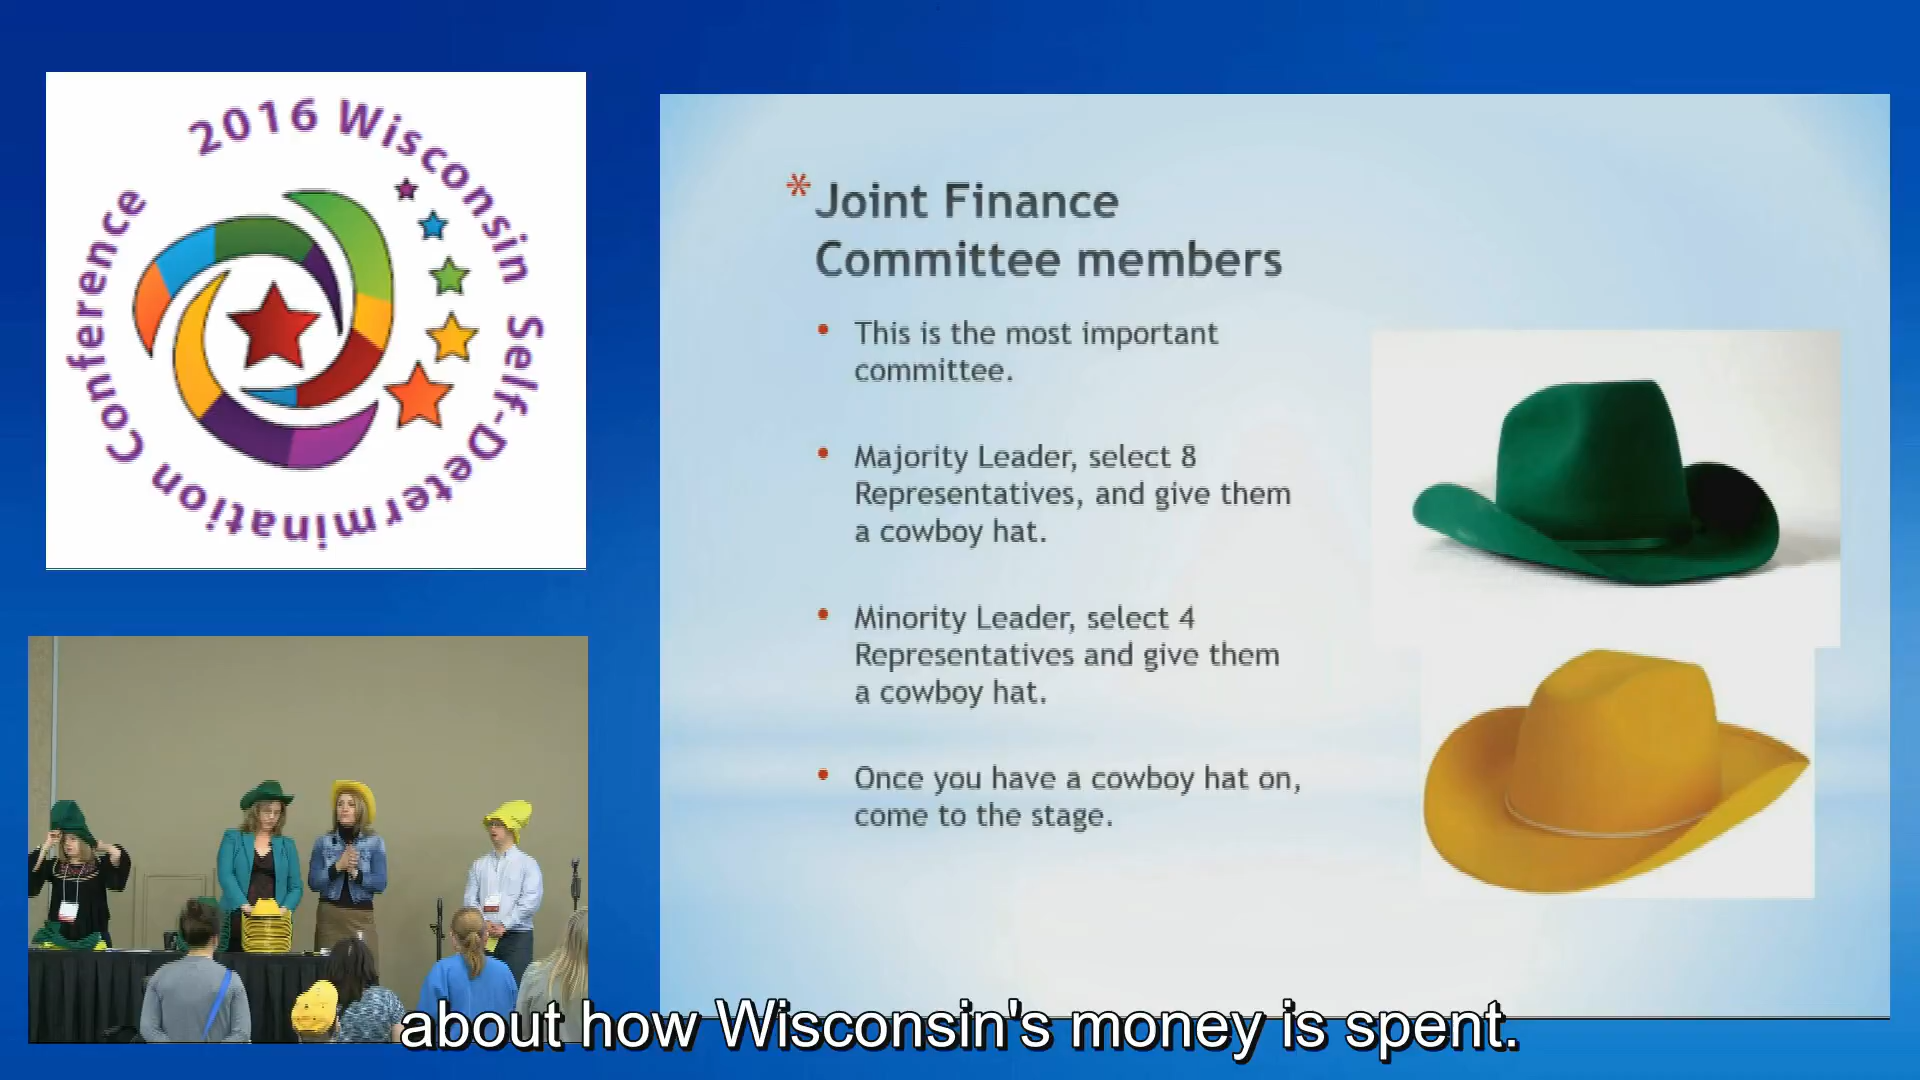 2016 Wisconsin Self-Determination Conference
* Joint Finance
Committee members
• This is the most important
committee.
• Majority Leader, select 8
Representatives, and give them
a cowboy hat.
• Minority Leader, select 4
Representatives and give them
a cowboy hat.
• Once you have a cowboy hat on,
come to the stage.
about how Wisconsin's money is spent.